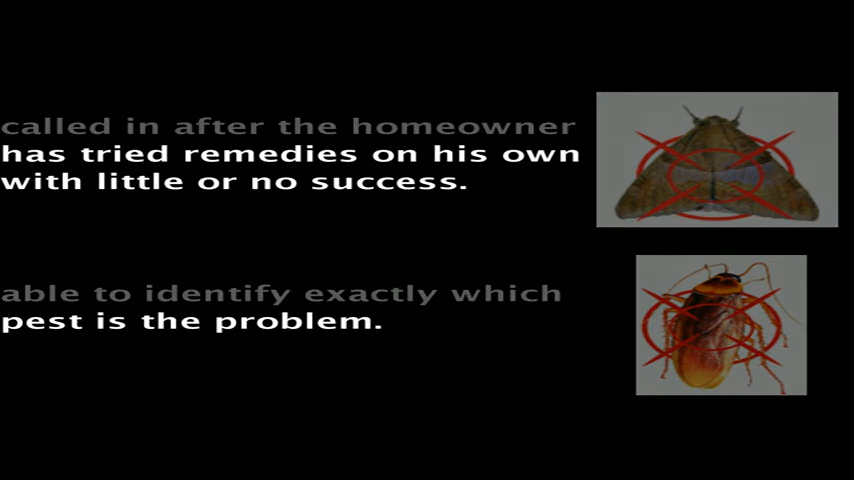 called in after the homeowner
has tried remedies on his own
with little or no success.
able to identify exactly which
pest is the problem.